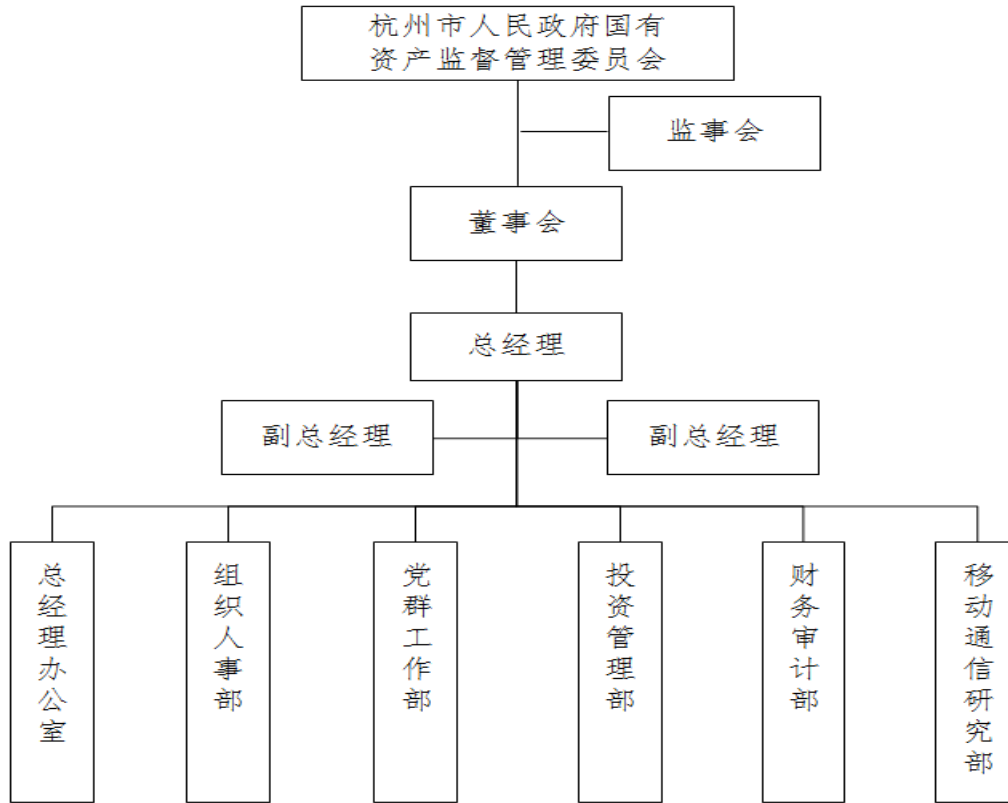 杭州市人民政府国有
资产监督管理委员会
监事会
董事会
总经理
副总经理
副总经理
总经理办公室
组织人事部
党群工作部
投资管理部
财务审计部
移动通信研究部